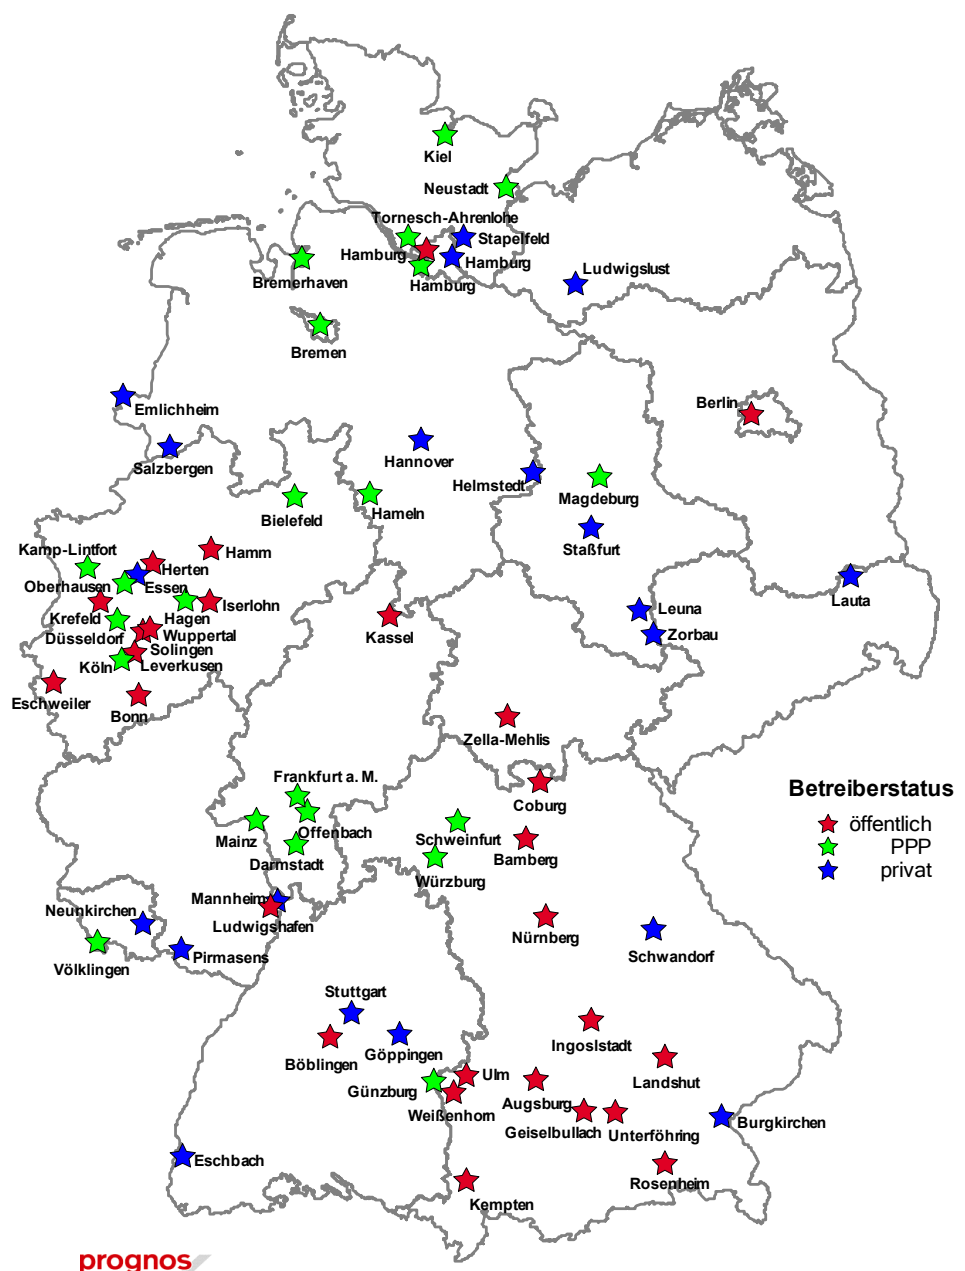 Kiel
Neustadt
Tornesch-Ahrenlohe
Stapelfeld
Hamburg
Hamburg
Hamburg
Ludwigslust
Bremerhaven
Bremen
Berlin
Emlichheim
Salzbergen
Hannover
Helmstedt
Magdeburg
Bielefeld
Hameln
Staßfurt
Kamp-Lintfort
Hamm
Herten
Oberhausen
Essen
Lauta
Iserlohn
Leuna
Krefeld
Hagen
Kassel
Düsseldorf
Wuppertal
Zorbau
Solingen
Köln
Leverkusen
Eschweiler
Bonn
Zella-Mehlis
Frankfurt a. M.
Coburg
Betreiberstatus
öffentlich
PPP
privat
Offenbach
Mainz
Schweinfurt
Bamberg
Darmstadt
Würzburg
Mannheim
Neunkirchen
Ludwigshafen
Nürnberg
Pirmasens
Schwandorf
Völklingen
Stuttgart
Ingoslstadt
Göppingen
Böblingen
Ulm
Landshut
Günzburg
Augsburg
Weißenhorn
Geiselbullach
Unterföhring
Burgkirchen
Eschbach
Rosenheim
Kempten
prognos